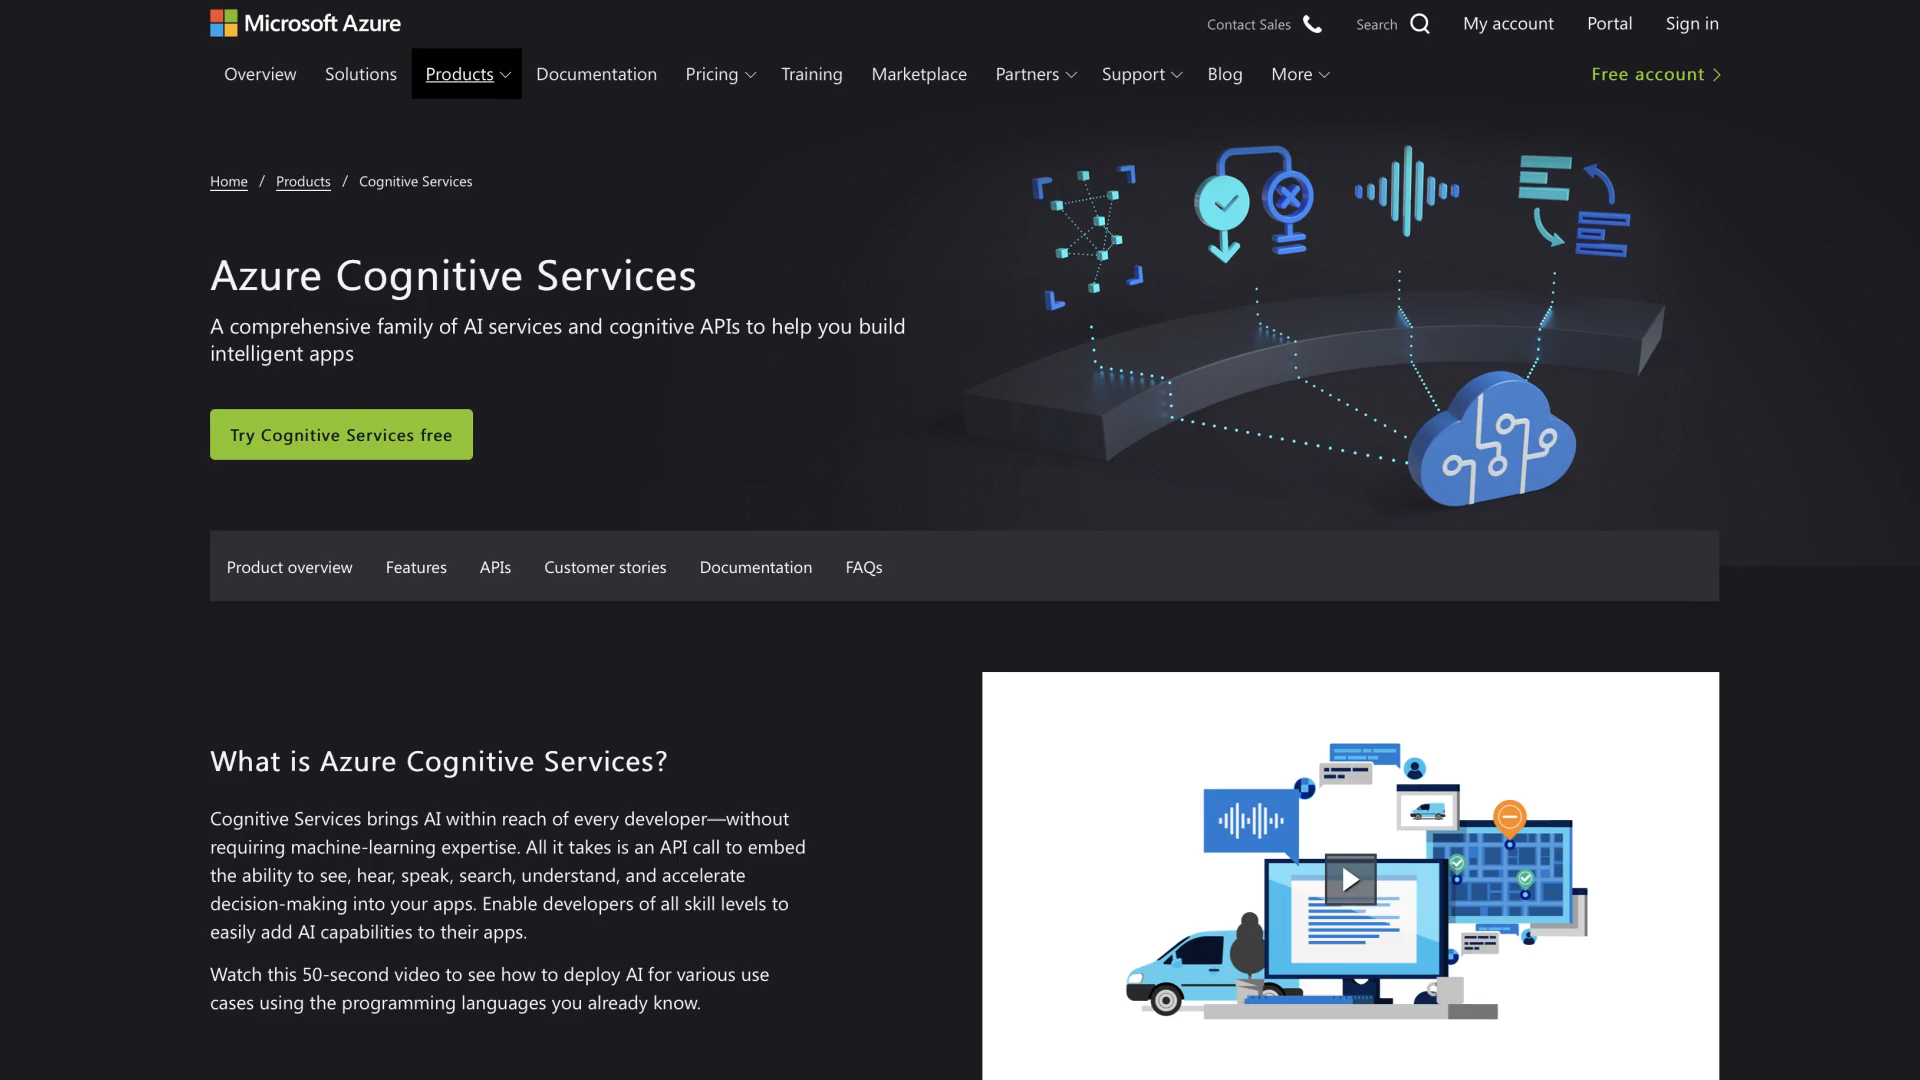 Microsoft Azure
Contact Sales Search My account Portal Sign in
Overview Solutions Products Documentation Pricing Training Marketplace Partners Support Blog More Free account
Home / Products / Cognitive Services
Azure Cognitive Services
A comprehensive family of AI services and cognitive APIs to help you build
intelligent apps
Try Cognitive Services free
Product overview Features APIs Customer stories Documentation FAQs
What is Azure Cognitive Services?
Cognitive Services brings AI within reach of every developer—without
requiring machine-learning expertise. All it takes is an API call to embed
the ability to see, hear, speak, search, understand, and accelerate
decision-making into your apps. Enable developers of all skill levels to
easily add AI capabilities to their apps.
Watch this 50-second video to see how to deploy AI for various use
cases using the programming languages you already know.